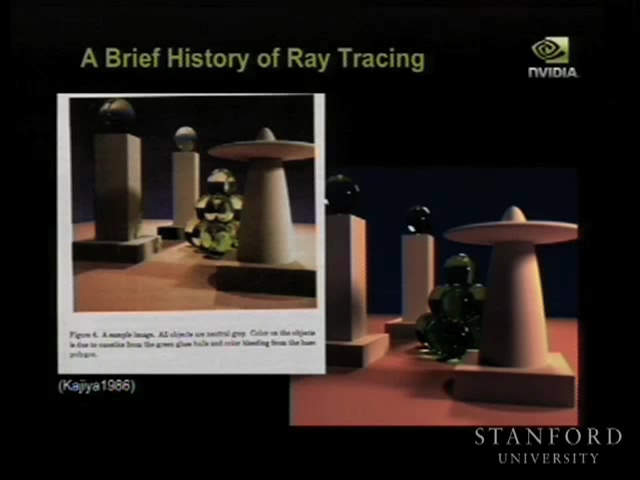 A Brief History of Ray Tracing
NVIDIA
Figure 6. A sample image. All objects are neutral grey. Color on the objects
is due to caustics from the green glass balls and color bleeding from the base
polygon.
(Kajiya1986)
STANFORD
UNIVERSITY